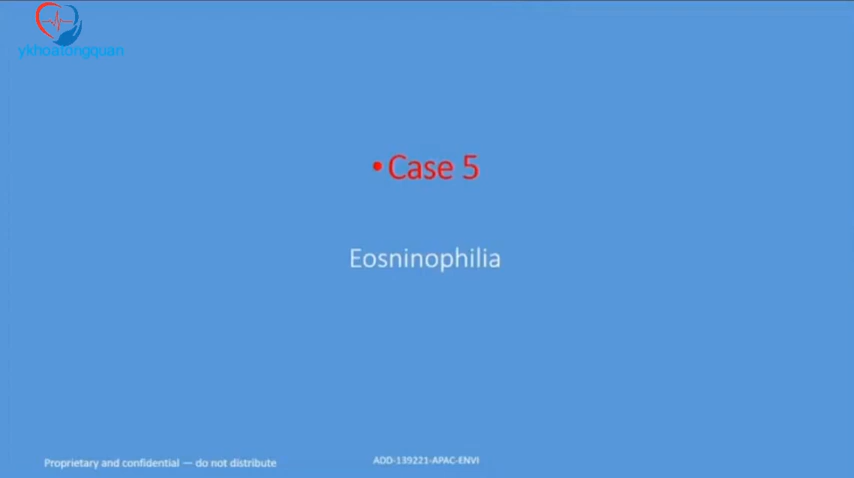 ykhoatongquan
• Case 5
Eosninophilia
Proprietary and confidential — do not distribute
ADD-139221-APAC-ENVI